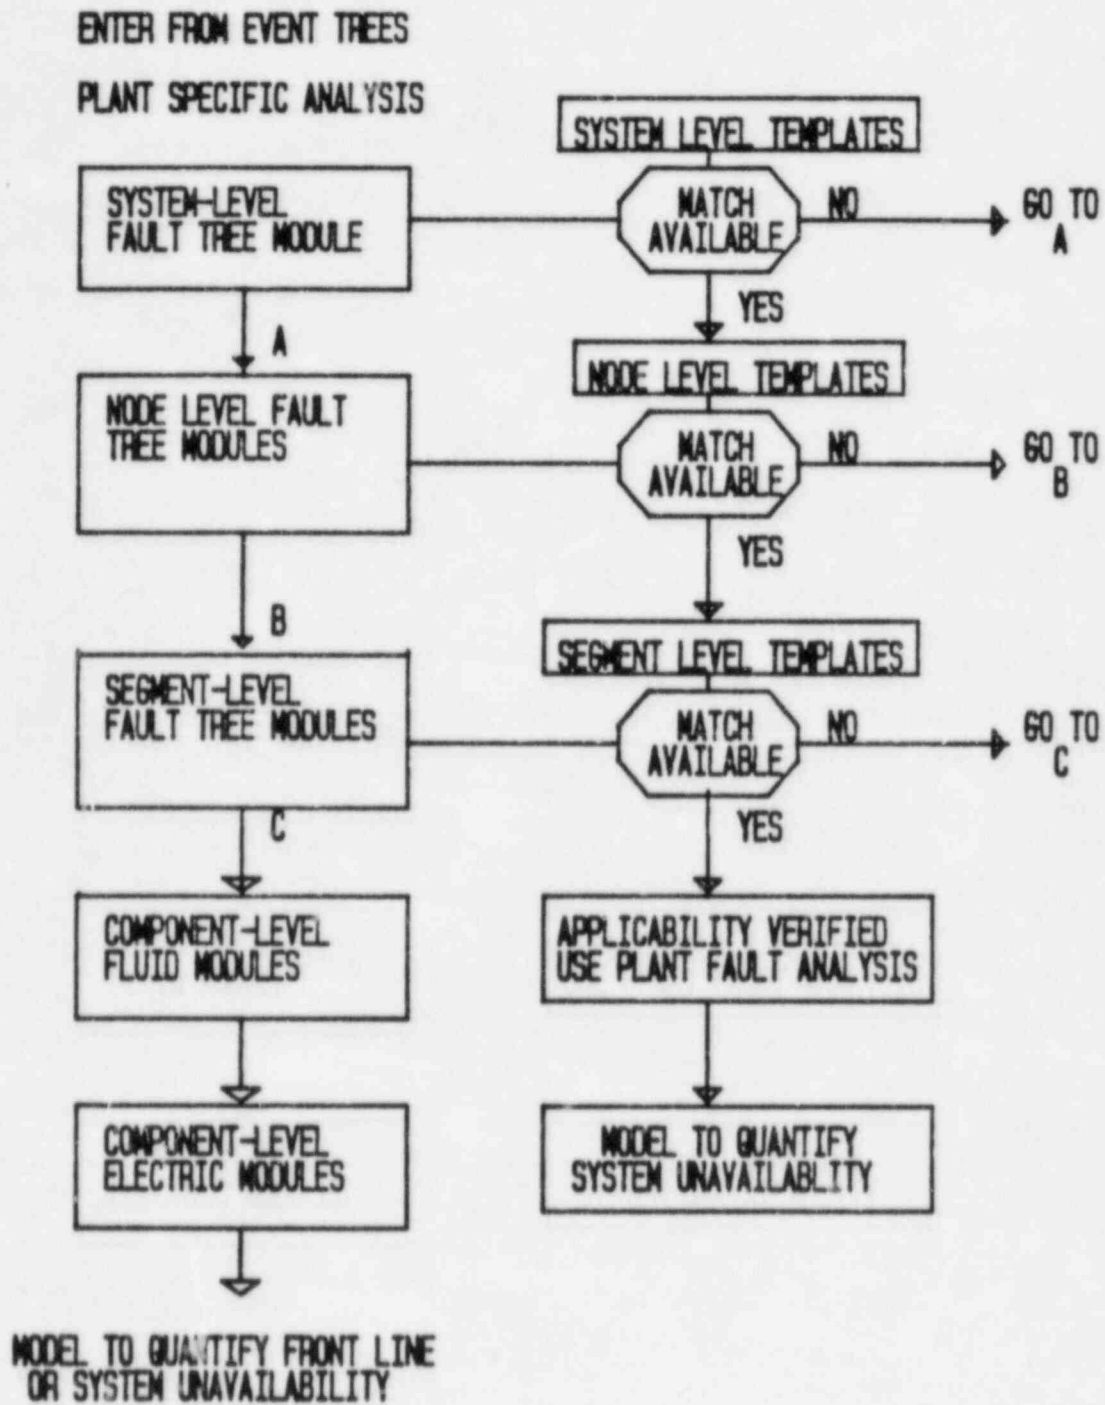 ENTER FROM EVENT TREES
PLANT SPECIFIC ANALYSIS
SYSTEM LEVEL TEMPLATES
SYSTEM-LEVEL
FAULT TREE MODULE
MATCH
AVAILABLE
NO
GO TO
A
YES
A
NODE LEVEL TEMPLATES
NODE LEVEL FAULT
TREE MODULES
MATCH
AVAILABLE
NO
GO TO
B
YES
B
SEGMENT LEVEL TEMPLATES
SEGMENT-LEVEL
FAULT TREE MODULES
MATCH
AVAILABLE
NO
GO TO
C
YES
C
COMPONENT-LEVEL
FLUID MODULES
APPLICABILITY VERIFIED
USE PLANT FAULT ANALYSIS
COMPONENT-LEVEL
ELECTRIC MODULES
MODEL TO QUANTIFY
SYSTEM UNAVAILABLITY
MODEL TO QUANTIFY FRONT LINE
OR SYSTEM UNAVAILABILITY